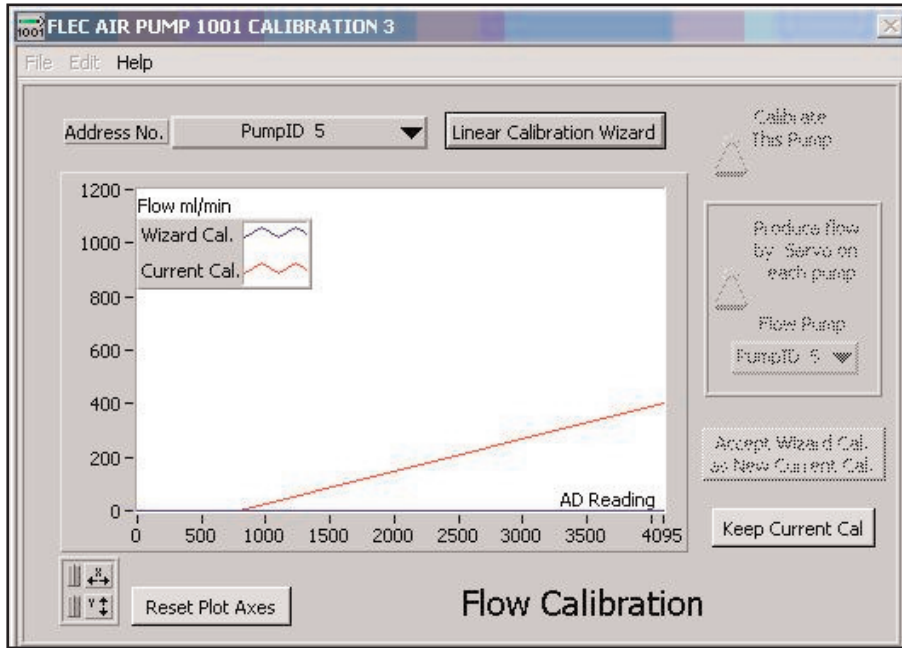 1001 FLEC AIR PUMP 1001 CALIBRATION 3
File Edit Help
Address No. PumpID 5 Linear Calibration Wizard
Calibrate
This Pump
Flow ml/min
Wizard Cal.
Current Cal.
1200
1000
800
600
400
200
0
AD Reading
0 500 1000 1500 2000 2500 3000 3500 4095
Produce flow
by Servo on
each pump
Flow Pump
PumpID 5
Accept Wizard Cal.
as New Current Cal.
Keep Current Cal
X
Y
Reset Plot Axes
Flow Calibration